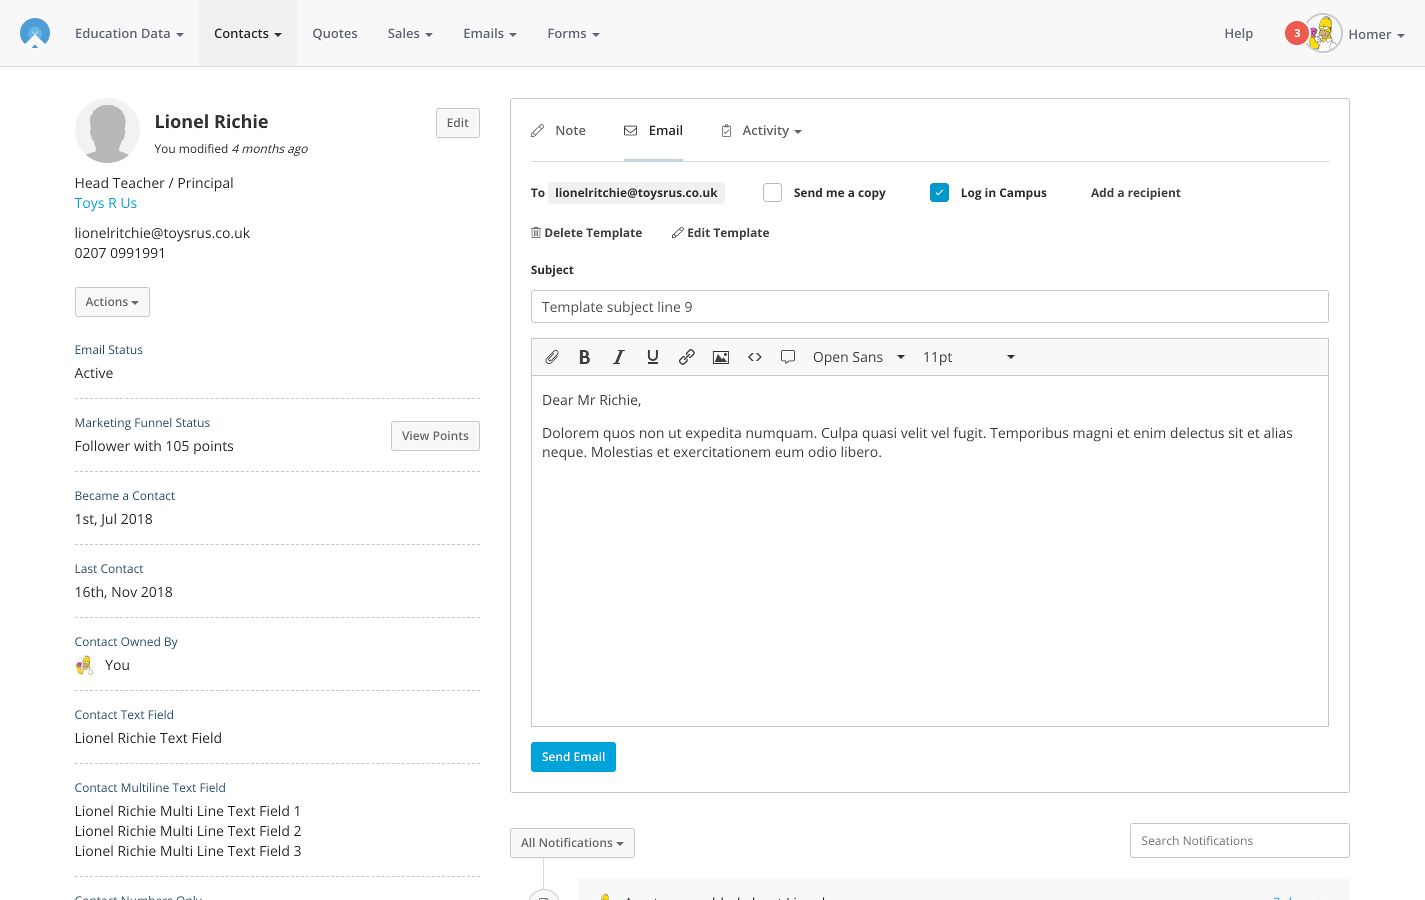 Education Data
Contacts
Quotes
Sales
Emails
Forms
Help
3
Homer
Lionel Richie
You modified 4 months ago
Edit
Head Teacher / Principal
Toys R Us
lionelritchie@toysrus.co.uk
0207 0991991
Actions
Email Status
Active
Marketing Funnel Status
Follower with 105 points
View Points
Became a Contact
1st, Jul 2018
Last Contact
16th, Nov 2018
Contact Owned By
You
Contact Text Field
Lionel Richie Text Field
Contact Multiline Text Field
Lionel Richie Multi Line Text Field 1
Lionel Richie Multi Line Text Field 2
Lionel Richie Multi Line Text Field 3
Contact Numbers Only
Note
Email
Activity
To lionelritchie@toysrus.co.uk
Send me a copy
Log in Campus
Add a recipient
Delete Template
Edit Template
Subject
Template subject line 9
B I U <> Open Sans 11pt
Dear Mr Richie,
Dolorem quos non ut expedita numquam. Culpa quasi velit vel fugit. Temporibus magni et enim delectus sit et alias
neque. Molestias et exercitationem eum odio libero.
Send Email
All Notifications
Search Notifications